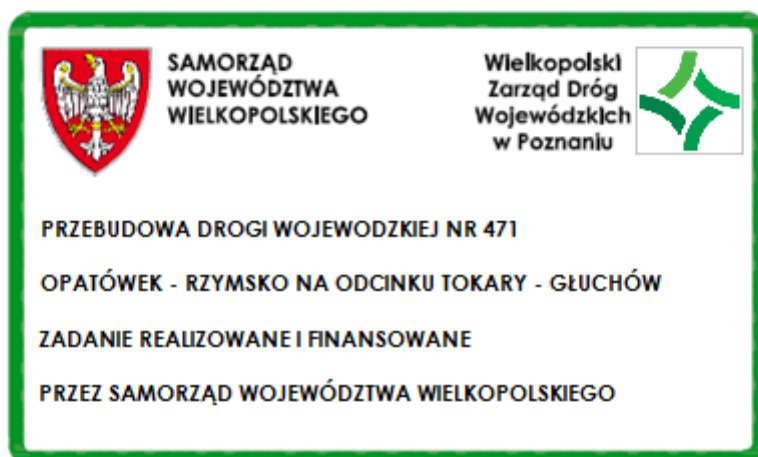 SAMORZĄD
WOJEWÓDZTWA
WIELKOPOLSKIEGO
Wielkopolski
Zarząd Dróg
Wojewódzkich
w Poznaniu
PRZEBUDOWA DROGI WOJEWODZKIEJ NR 471
OPATÓWEK - RZYMSKO NA ODCINKU TOKARY - GŁUCHÓW
ZADANIE REALIZOWANE I FINANSOWANE
PRZEZ SAMORZĄD WOJEWÓDZTWA WIELKOPOLSKIEGO